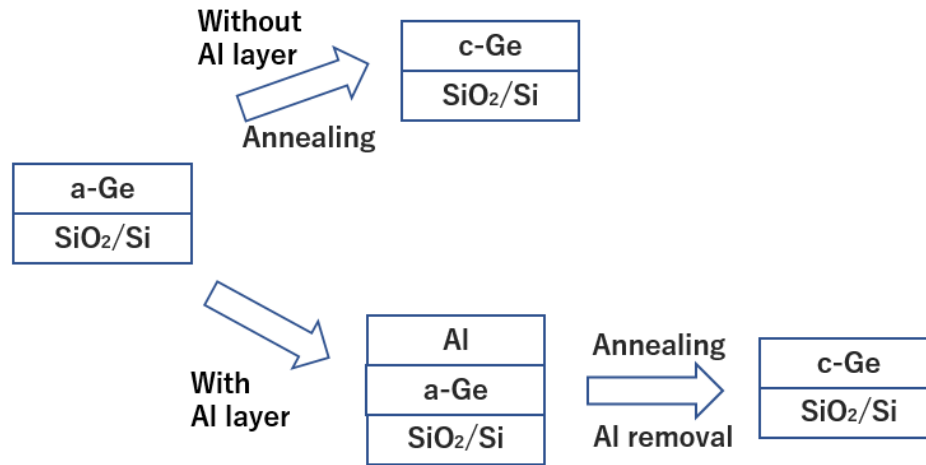 Without
Al layer
Annealing
c-Ge
SiO₂/Si
a-Ge
SiO₂/Si
With
Al layer
Al
a-Ge
SiO₂/Si
Annealing
Al removal
c-Ge
SiO₂/Si